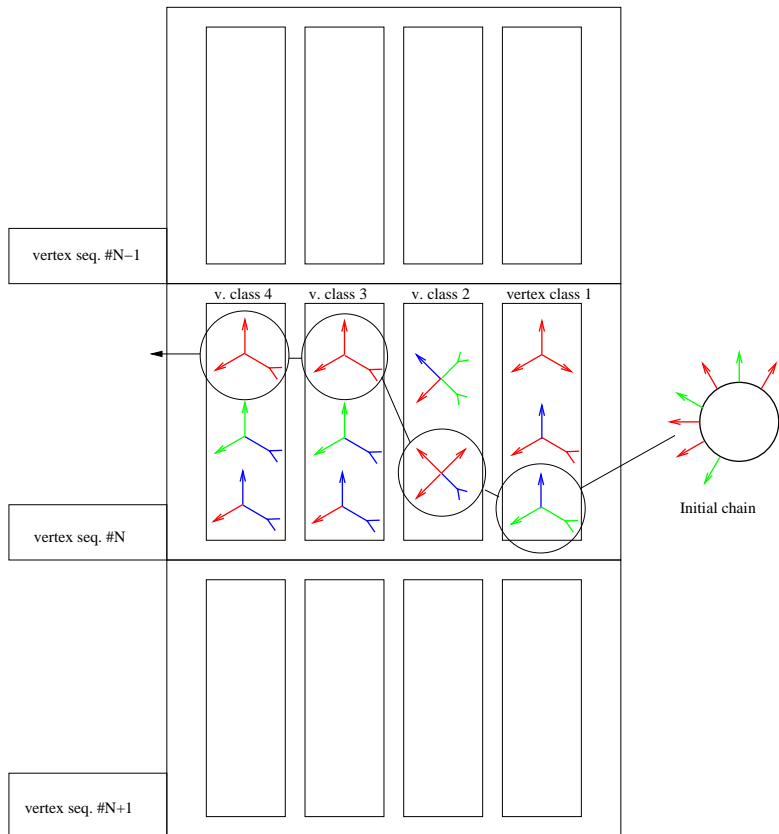 vertex seq. #N−1
v. class 4
v. class 3
v. class 2
vertex class 1
Initial chain
vertex seq. #N
vertex seq. #N+1